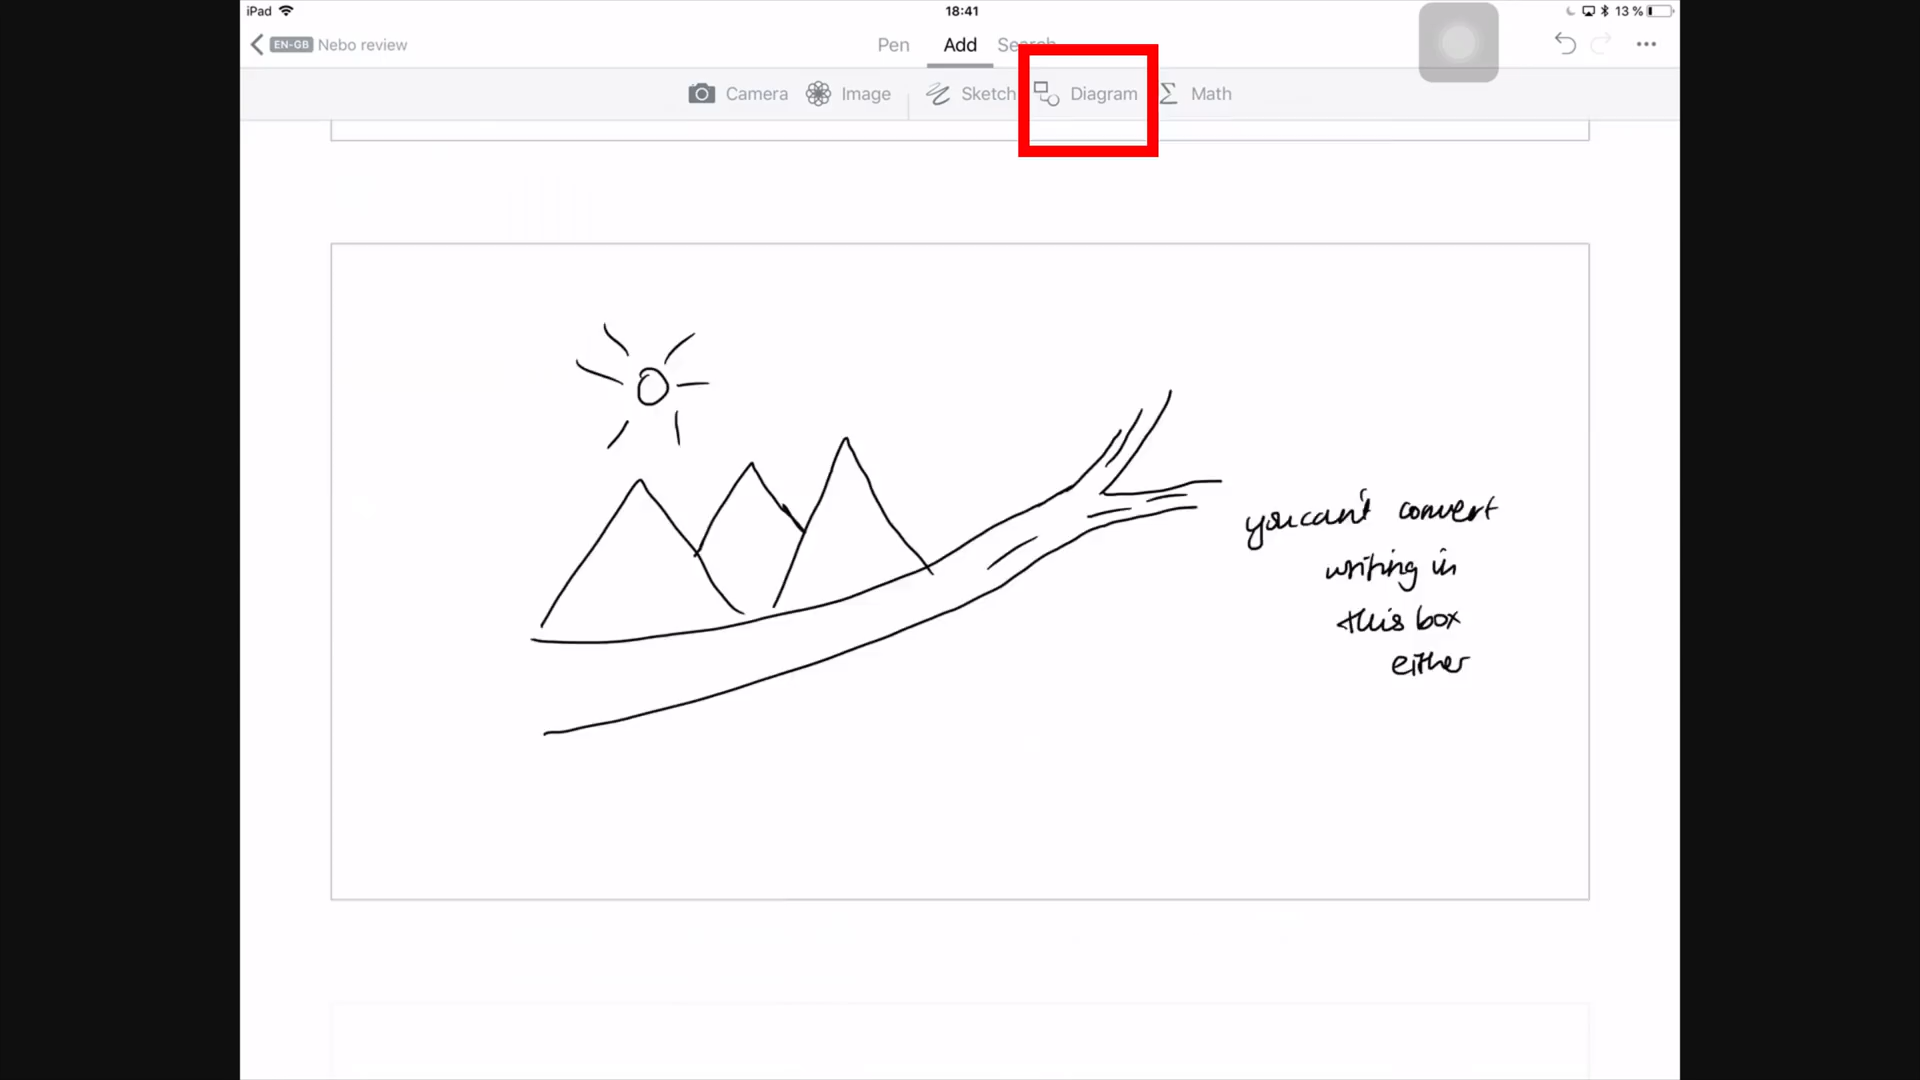 iPad 18:41 13 %
EN-GB Nebo review Pen Add Search
Camera Image Sketch Diagram Math
you can't convert
writing in
this box
either